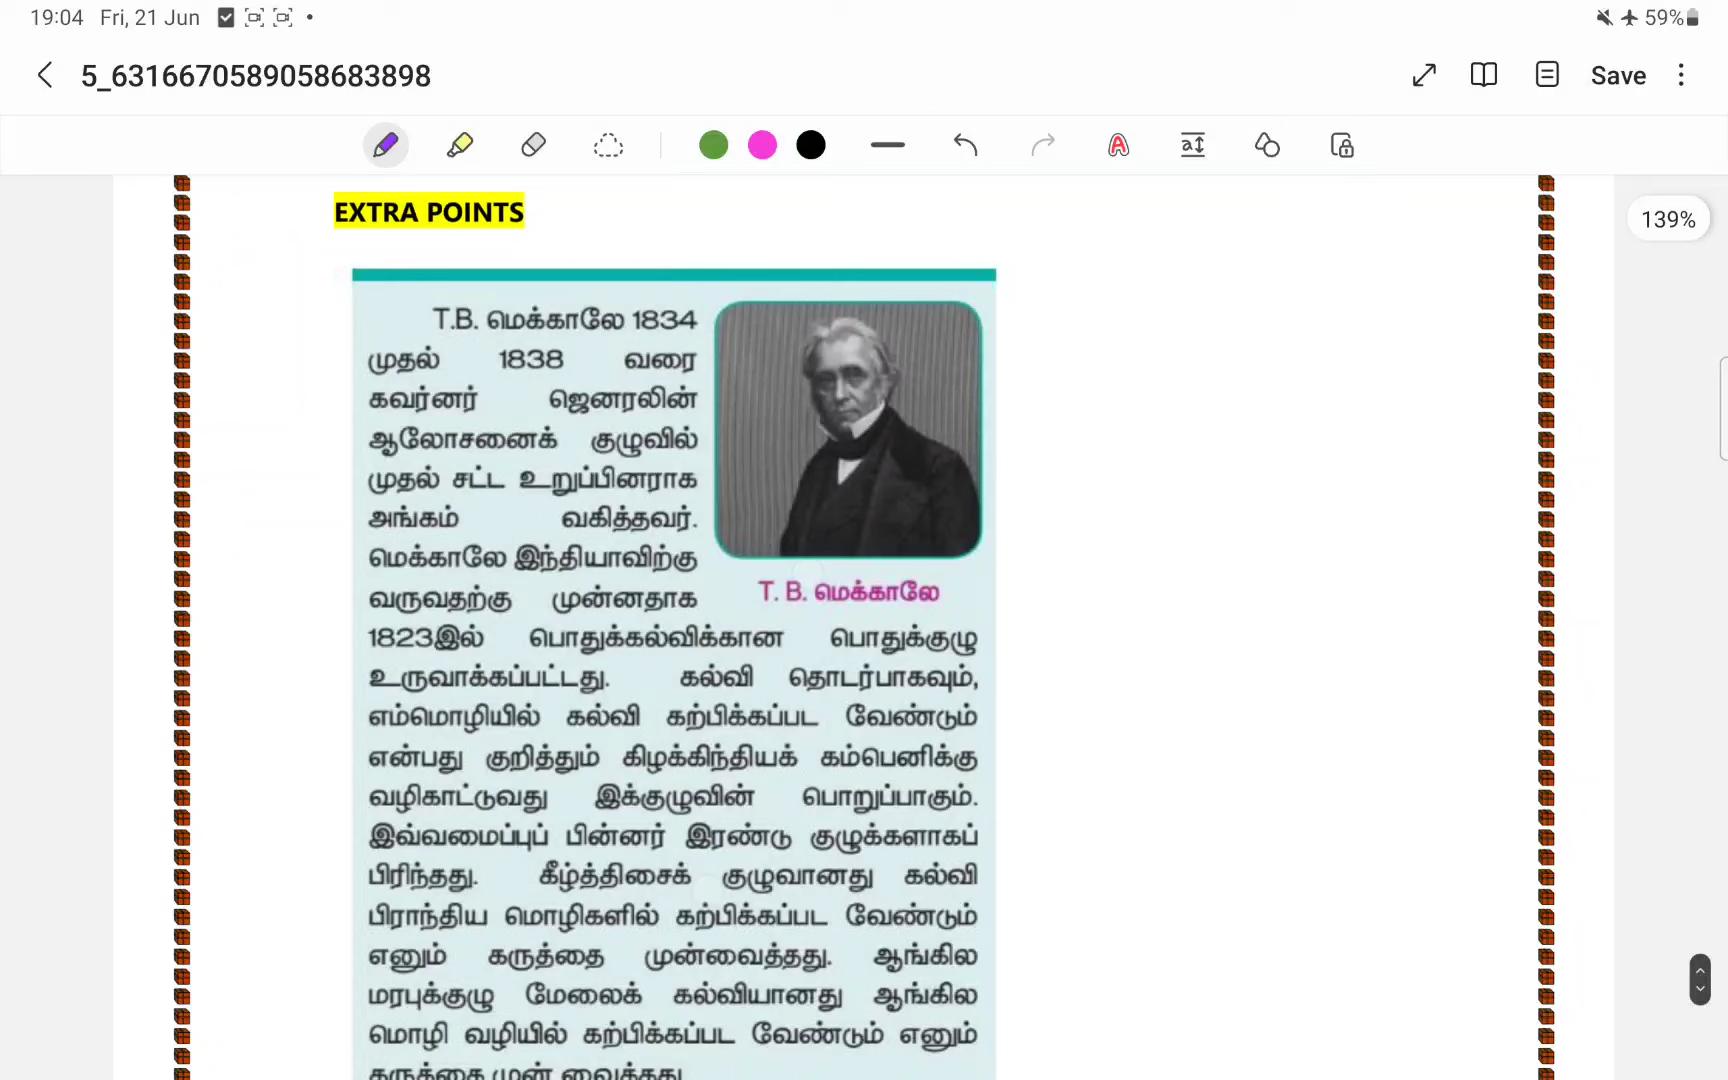 19:04 Fri, 21 Jun
59%
5_6316670589058683898
Save
139%
EXTRA POINTS
T.B. மெக்காலே 1834
முதல் 1838 வரை
கவர்னர் ஜெனரலின்
ஆலோசனைக் குழுவில்
முதல் சட்ட உறுப்பினராக
அங்கம் வகித்தவர்.
மெக்காலே இந்தியாவிற்கு
வருவதற்கு முன்னதாக
T. B. மெக்காலே
1823இல் பொதுக்கல்விக்கான பொதுக்குழு
உருவாக்கப்பட்டது. கல்வி தொடர்பாகவும்,
எம்மொழியில் கல்வி கற்பிக்கப்பட வேண்டும்
என்பது குறித்தும் கிழக்கிந்தியக் கம்பெனிக்கு
வழிகாட்டுவது இக்குழுவின் பொறுப்பாகும்.
இவ்வமைப்புப் பின்னர் இரண்டு குழுக்களாகப்
பிரிந்தது. கீழ்த்திசைக் குழுவானது கல்வி
பிராந்திய மொழிகளில் கற்பிக்கப்பட வேண்டும்
எனும் கருத்தை முன்வைத்தது. ஆங்கில
மரபுக்குழு மேலைக் கல்வியானது ஆங்கில
மொழி வழியில் கற்பிக்கப்பட வேண்டும் எனும்
கருத்தை முன் வைத்தது.